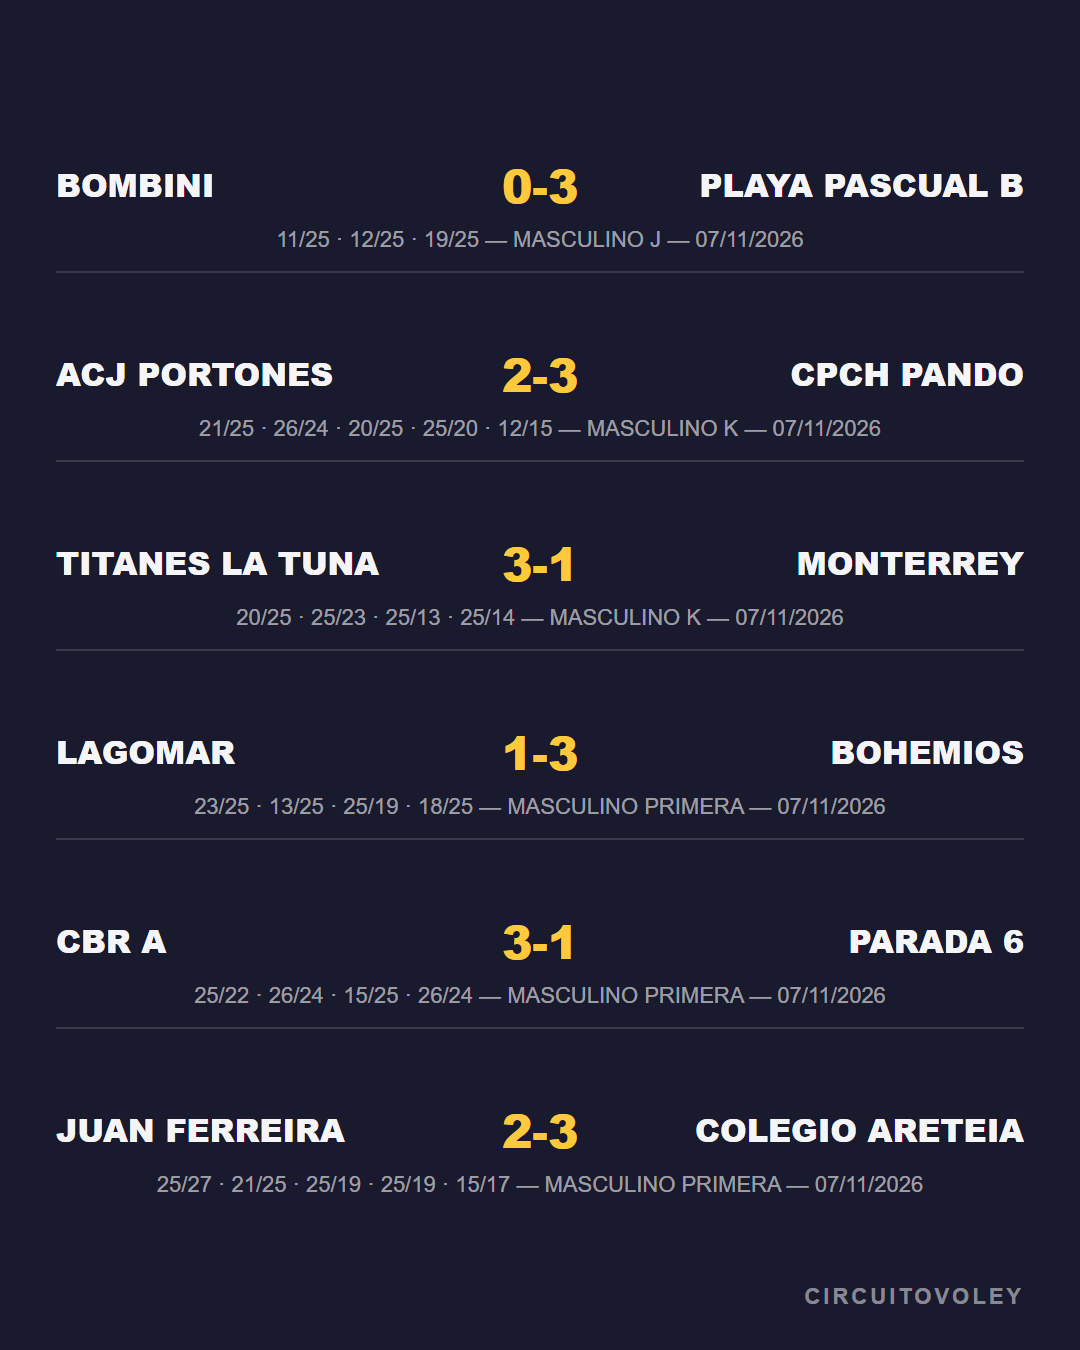 BOMBINI 0-3 PLAYA PASCUAL B
11/25 · 12/25 · 19/25 — MASCULINO J — 07/11/2026
ACJ PORTONES 2-3 CPCH PANDO
21/25 · 26/24 · 20/25 · 25/20 · 12/15 — MASCULINO K — 07/11/2026
TITANES LA TUNA 3-1 MONTERREY
20/25 · 25/23 · 25/13 · 25/14 — MASCULINO K — 07/11/2026
LAGOMAR 1-3 BOHEMIOS
23/25 · 13/25 · 25/19 · 18/25 — MASCULINO PRIMERA — 07/11/2026
CBR A 3-1 PARADA 6
25/22 · 26/24 · 15/25 · 26/24 — MASCULINO PRIMERA — 07/11/2026
JUAN FERREIRA 2-3 COLEGIO ARETEIA
25/27 · 21/25 · 25/19 · 25/19 · 15/17 — MASCULINO PRIMERA — 07/11/2026
CIRCUITOVOLEY